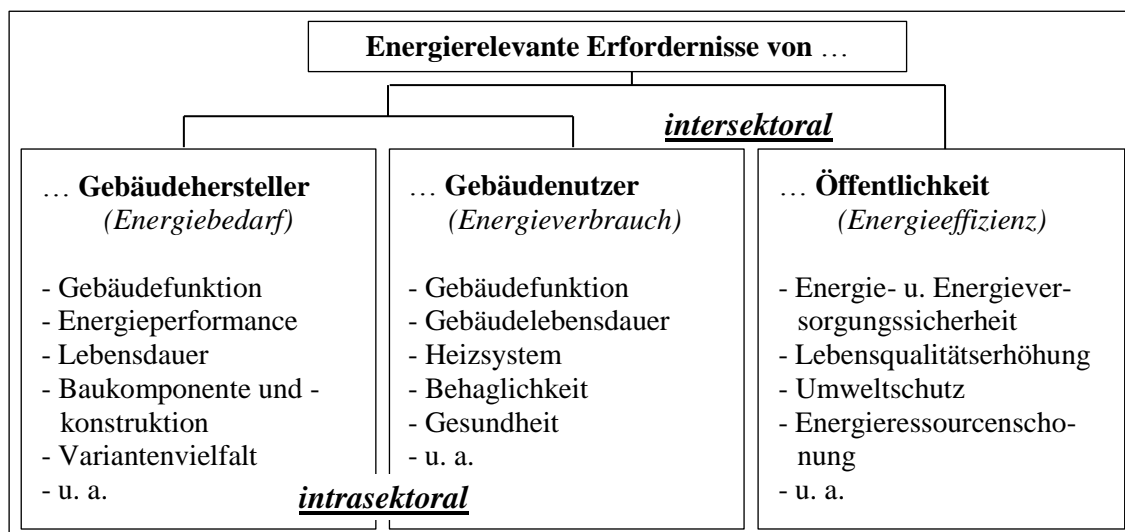 Energierelevante Erfordernisse von …
intersektoral
… Gebäudehersteller
(Energiebedarf)
- Gebäudefunktion
- Energieperformance
- Lebensdauer
- Baukomponente und -
konstruktion
- Variantenvielfalt
- u. a.
… Gebäudenutzer
(Energieverbrauch)
- Gebäudefunktion
- Gebäudelebensdauer
- Heizsystem
- Behaglichkeit
- Gesundheit
- u. a.
… Öffentlichkeit
(Energieeffizienz)
- Energie- u. Energiever-
sorgungssicherheit
- Lebensqualitätserhöhung
- Umweltschutz
- Energieressourcenscho-
nung
- u. a.
intrasektoral